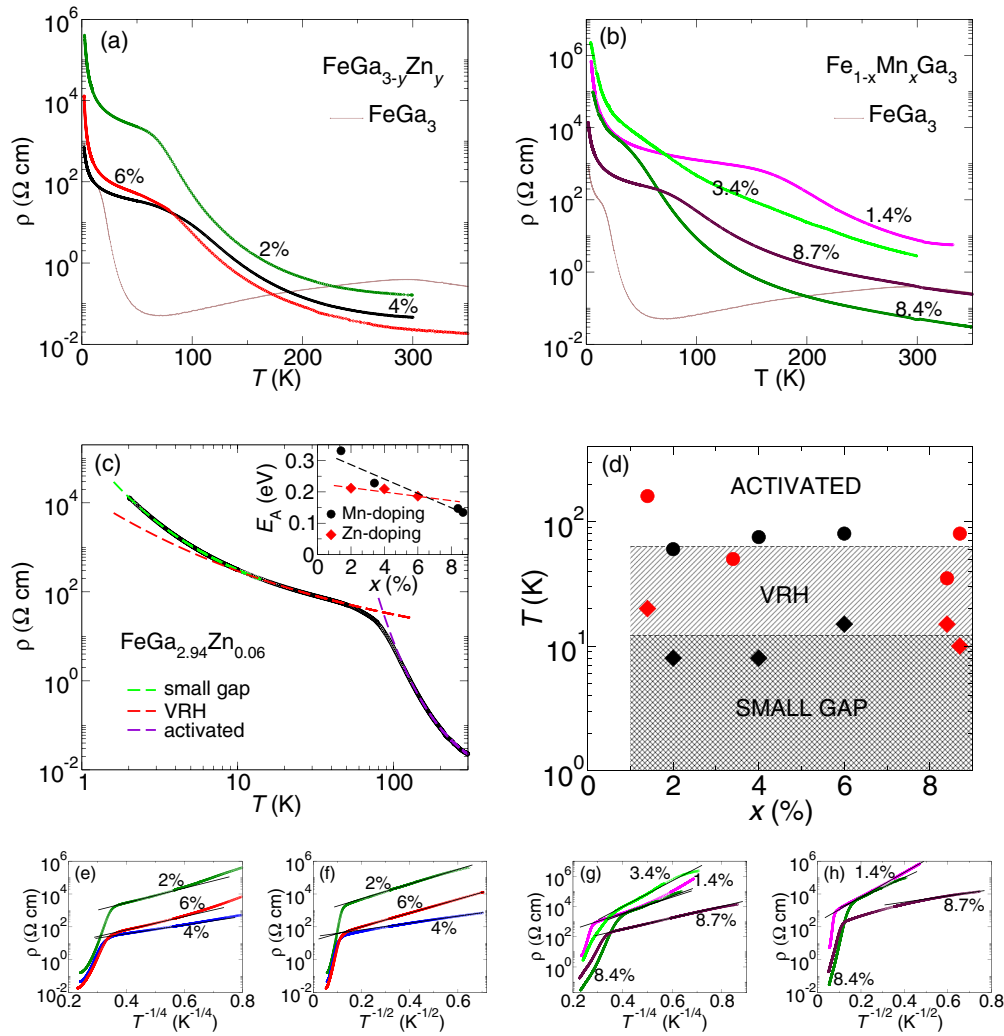 (a)
FeGa3-yZny
FeGa3
6%
2%
4%
ρ (Ω cm)
10^4
10^2
10^0
10^-2
0
100
200
300
T (K)
(b)
Fe1-xMnxGa3
FeGa3
3.4%
1.4%
8.7%
8.4%
ρ (Ω cm)
10^6
10^4
10^2
10^0
10^-2
0
100
200
300
T (K)
(c)
ρ (Ω cm)
10^4
10^2
10^0
10^-2
1
10
100
T (K)
FeGa2.94Zn0.06
small gap
VRH
activated
EA (eV)
0.3
0.2
0.1
0
0
2
4
6
8
x (%)
Mn-doping
Zn-doping
(d)
ACTIVATED
VRH
SMALL GAP
T (K)
10^2
10^1
10^0
0
2
4
6
8
x (%)
(e)
2%
6%
4%
ρ (Ω cm)
10^6
10^4
10^2
10^0
10^-2
0.2
0.4
0.6
0.8
T^-1/4 (K^-1/4)
(f)
2%
6%
4%
ρ (Ω cm)
10^6
10^4
10^2
10^0
10^-2
0
0.2
0.4
0.6
T^-1/2 (K^-1/2)
(g)
3.4%
1.4%
8.7%
8.4%
ρ (Ω cm)
10^6
10^4
10^2
10^0
10^-2
0.2
0.4
0.6
0.8
T^-1/4 (K^-1/4)
(h)
1.4%
8.7%
8.4%
ρ (Ω cm)
10^6
10^4
10^2
10^0
10^-2
0
0.2
0.4
0.6
0.8
T^-1/2 (K^-1/2)